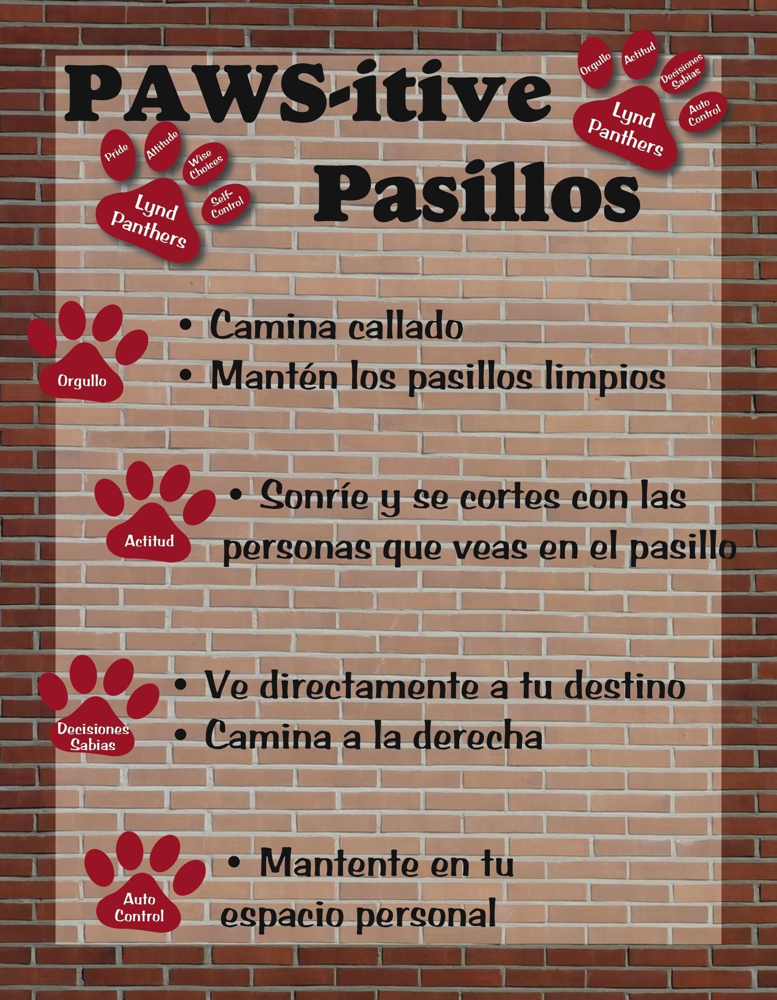 PAWS-itive
Orgullo
Actitud
Decisiones
Sabias
Auto
Control
Lynd
Panthers
Pride
Attitude
Wise
Choices
Self-
Control
Lynd
Panthers
Pasillos
Orgullo
• Camina callado
• Mantén los pasillos limpios
Actitud
• Sonríe y se cortes con las
personas que veas en el pasillo
Decisiones
Sabias
• Ve directamente a tu destino
• Camina a la derecha
Auto
Control
• Mantente en tu
espacio personal